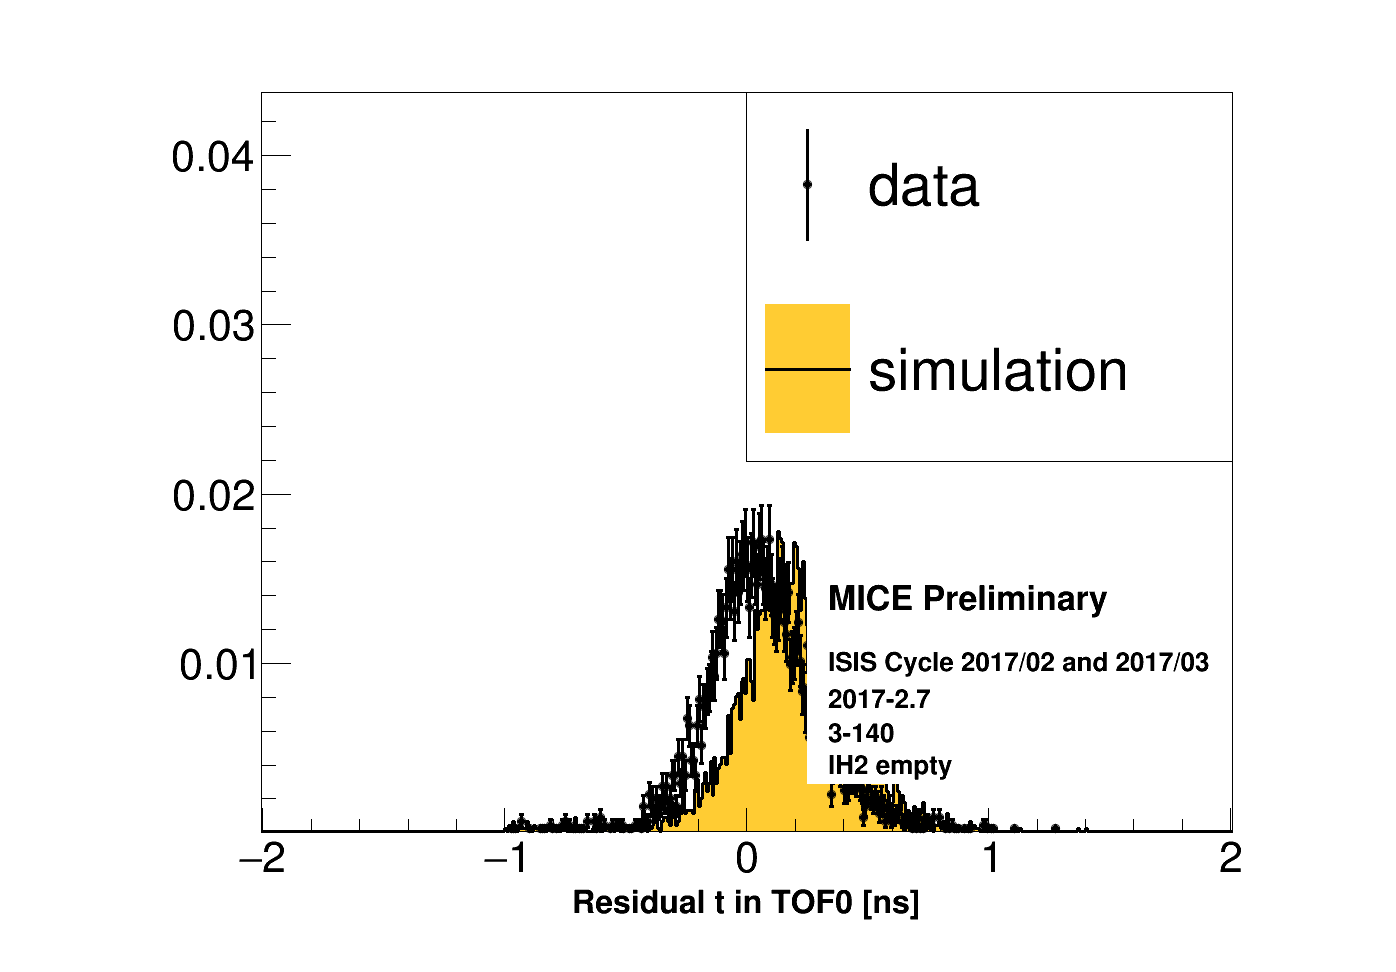 0.04
data
0.03
simulation
0.02
MICE Preliminary
0.01
ISIS Cycle 2017/02 and 2017/03
2017-2.7
3-140
IH2 empty
−2 −1 0 1 2
Residual t in TOF0 [ns]